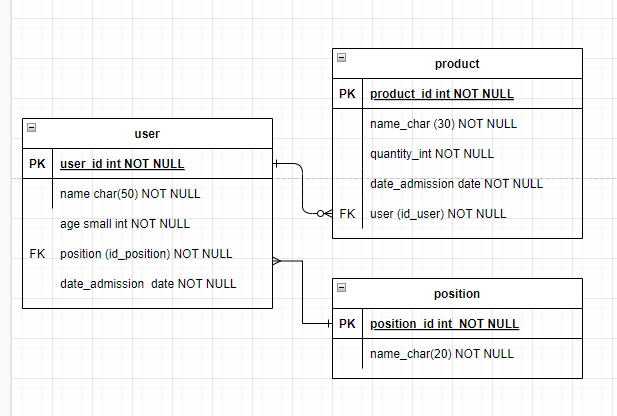 product
PK product_id int NOT NULL
name_char (30) NOT NULL
quantity_int NOT NULL
date_admission date NOT NULL
FK user (id_user) NOT NULL
user
PK user_id int NOT NULL
name char(50) NOT NULL
age small int NOT NULL
FK position (id_position) NOT NULL
date_admission  date NOT NULL
position
PK position_id int  NOT NULL
name_char(20) NOT NULL